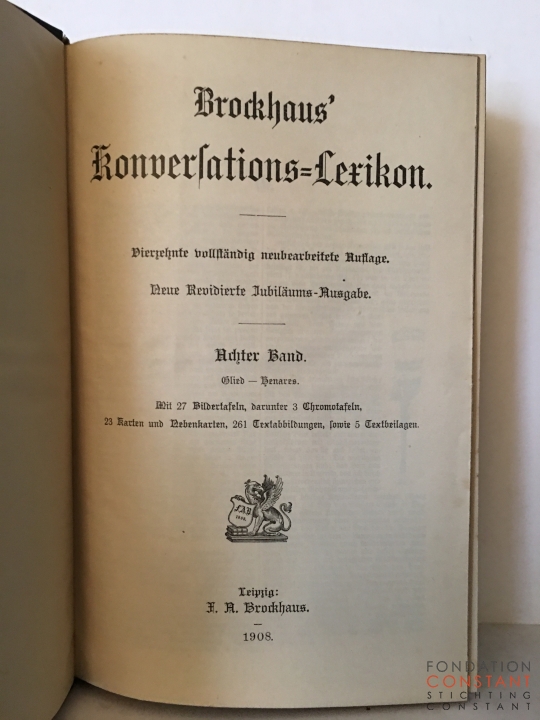 Brockhaus'
Konversations=Lexikon.
Vierzehnte vollständig neubearbeitete Auflage.
Neue Revidierte Jubiläums-Ausgabe.
Achter Band.
Glied — Henares.
Mit 27 Bildertafeln, darunter 3 Chromotafeln,
23 Karten und Nebenkarten, 261 Textabbildungen, sowie 5 Textbeilagen.
F.A.B
Leipzig:
F. A. Brockhaus.
1908.
FONDATION
CONSTANT
STICHTING
CONSTANT